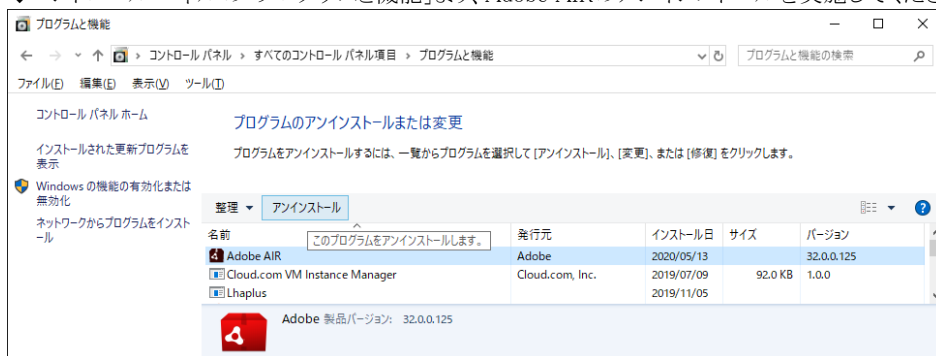 プログラムと機能
コントロール パネル > すべてのコントロール パネル項目 > プログラムと機能
プログラムと機能の検索
ファイル(F) 編集(E) 表示(V) ツール(T)
コントロール パネル ホーム
インストールされた更新プログラムを
表示
Windows の機能の有効化または
無効化
ネットワークからプログラムをインスト
ール
プログラムのアンインストールまたは変更
プログラムをアンインストールするには、一覧からプログラムを選択して [アンインストール]、[変更]、または [修復] をクリックします。
整理 アンインストール
名前 発行元 インストール日 サイズ バージョン
このプログラムをアンインストールします。
Adobe AIR Adobe 2020/05/13 32.0.0.125
Cloud.com VM Instance Manager Cloud.com, Inc. 2019/07/09 92.0 KB 1.0.0
Lhaplus 2019/11/05
Adobe 製品バージョン: 32.0.0.125